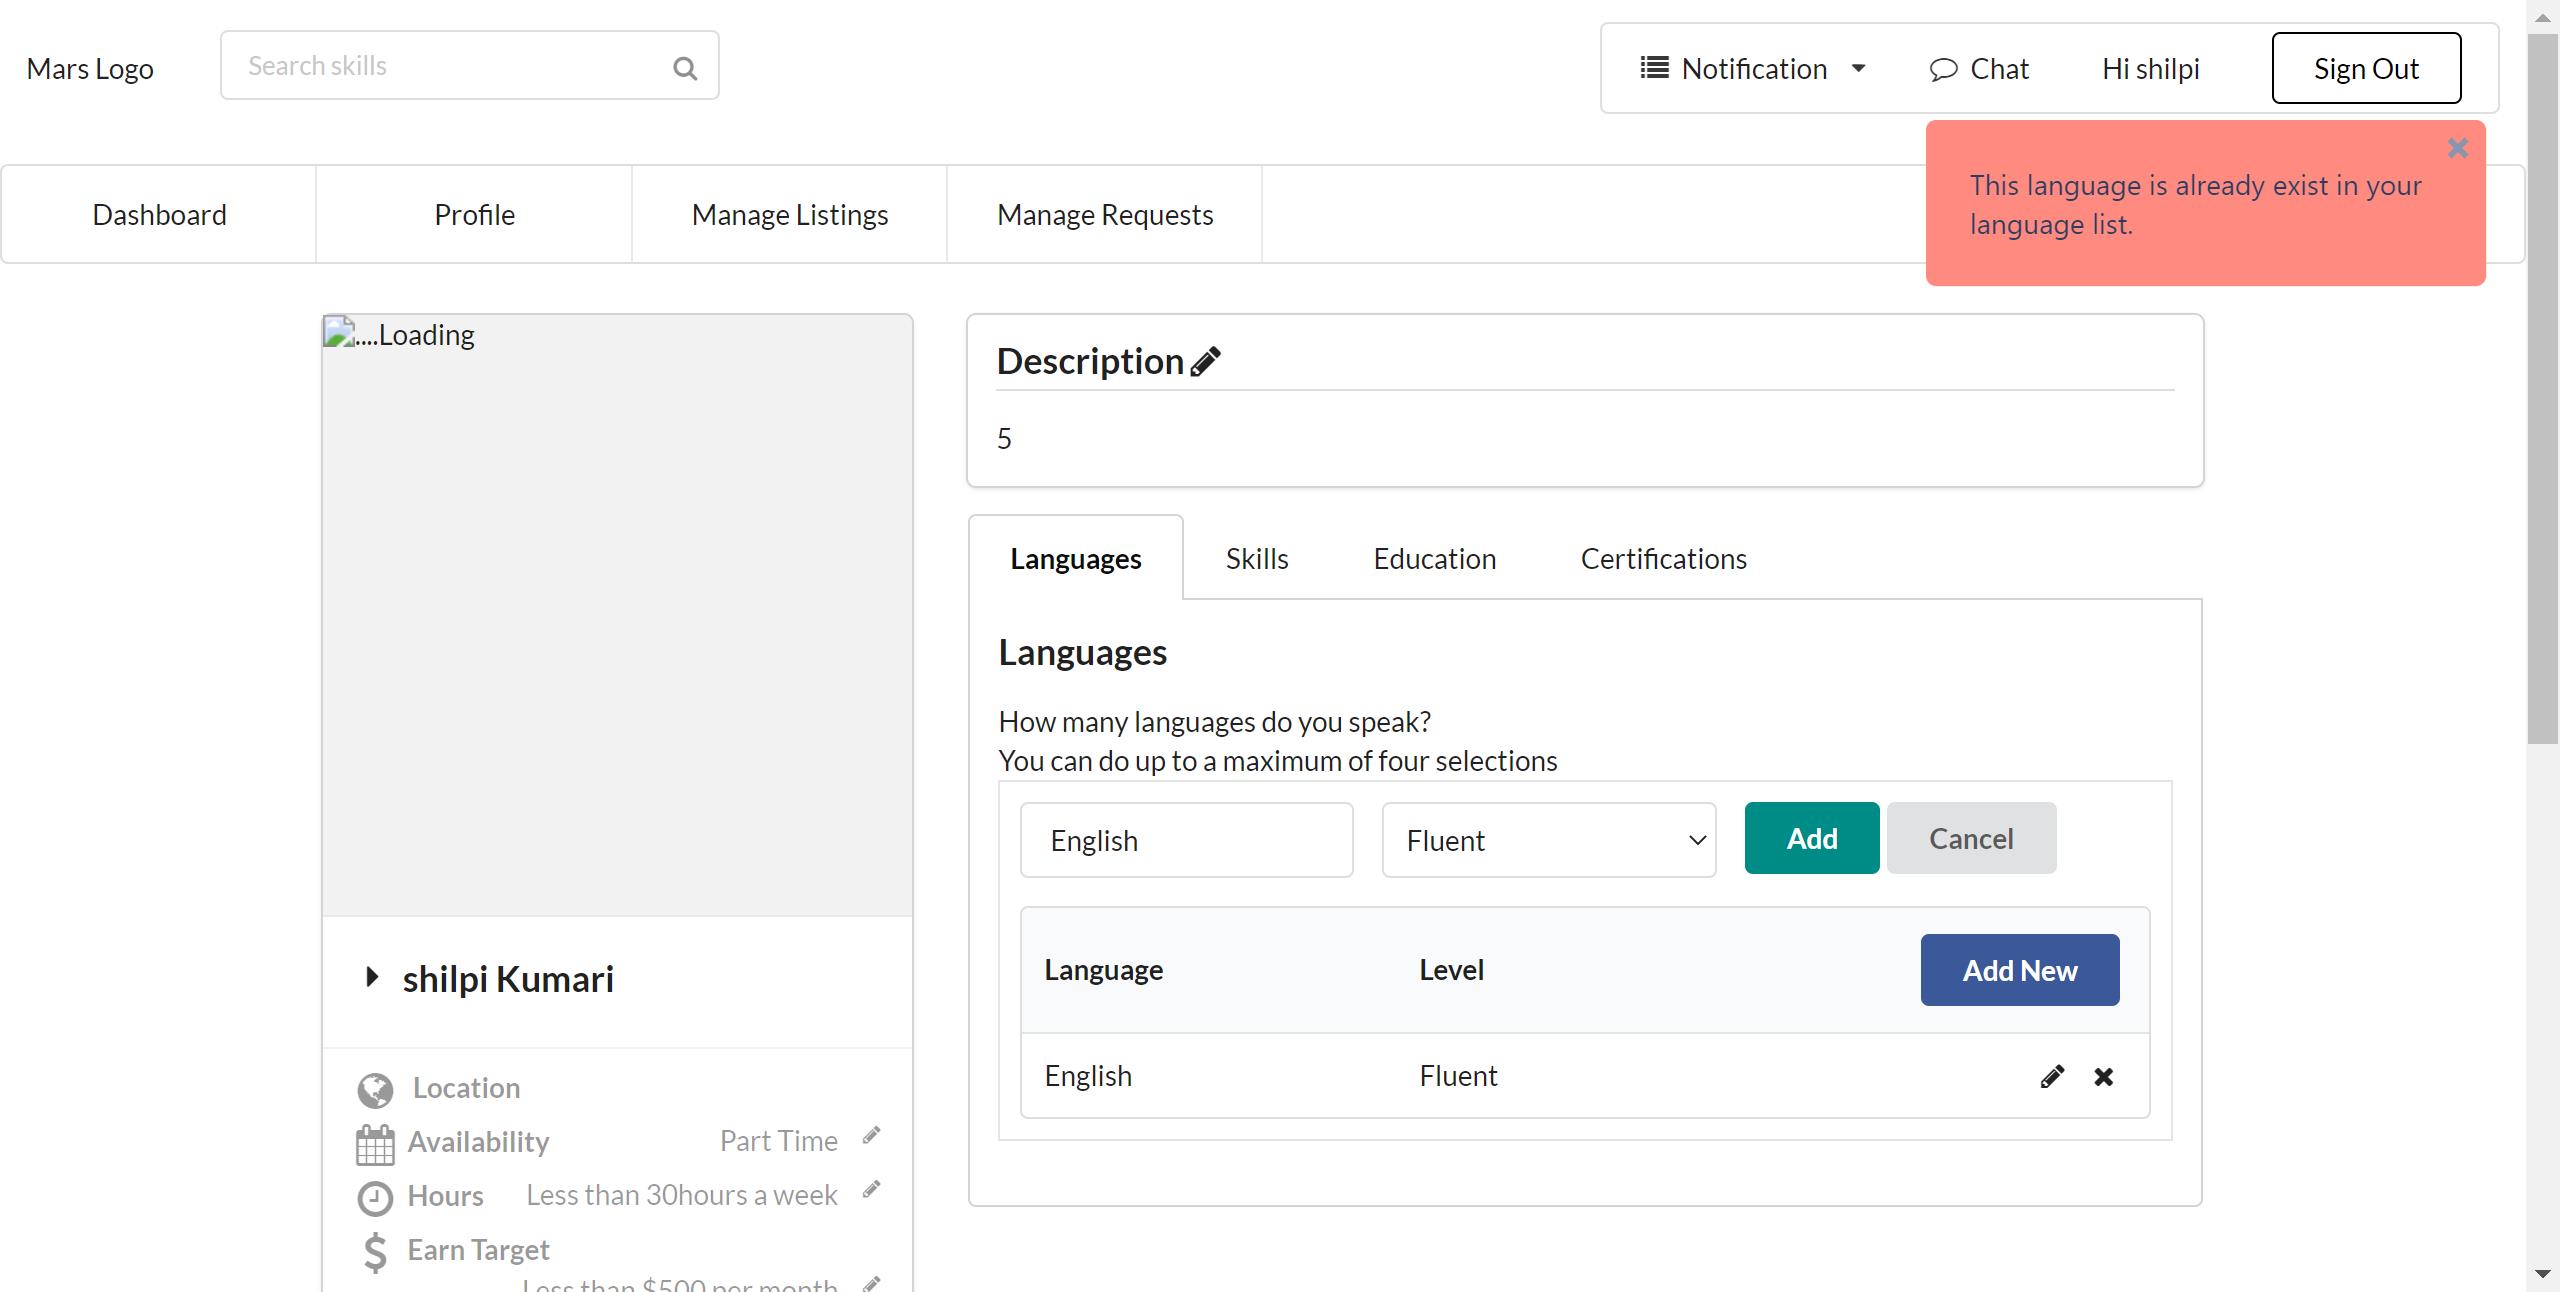 Mars Logo
Search skills
Notification
Chat
Hi shilpi
Sign Out
This language is already exist in your
language list.
Dashboard
Profile
Manage Listings
Manage Requests
....Loading
Description
5
Languages
Skills
Education
Certifications
Languages
How many languages do you speak?
You can do up to a maximum of four selections
English
Fluent
Add
Cancel
Language
Level
Add New
English
Fluent
shilpi Kumari
Location
Availability
Part Time
Hours
Less than 30hours a week
Earn Target
Less than $500 per month